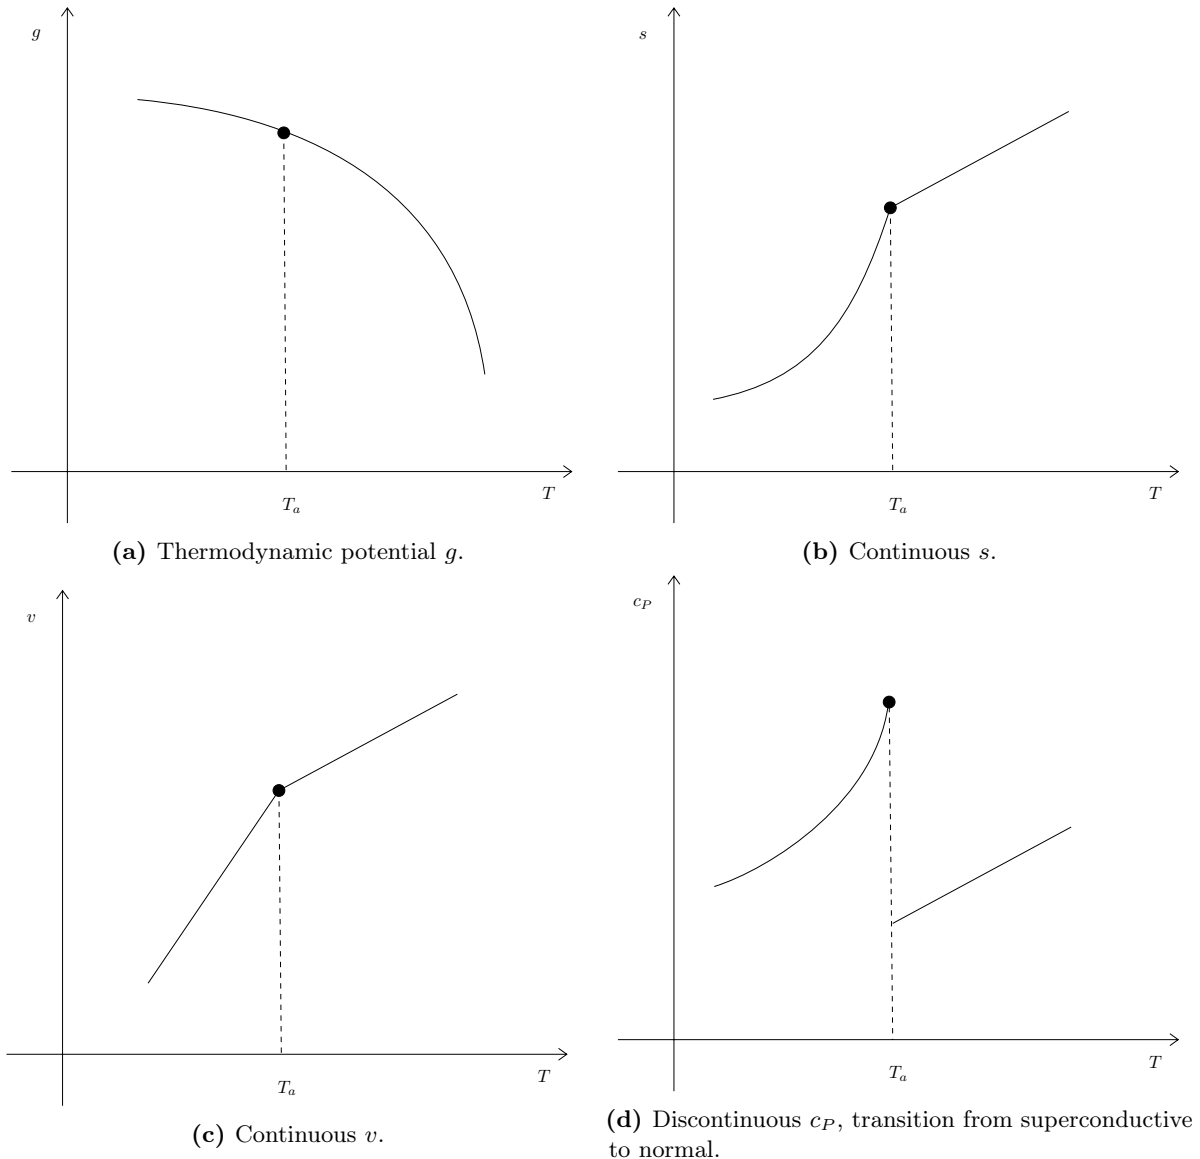 g
T
T_a
(a) Thermodynamic potential g.
s
T
T_a
(b) Continuous s.
v
T
T_a
(c) Continuous v.
c_P
T
T_a
(d) Discontinuous c_P, transition from superconductive
to normal.